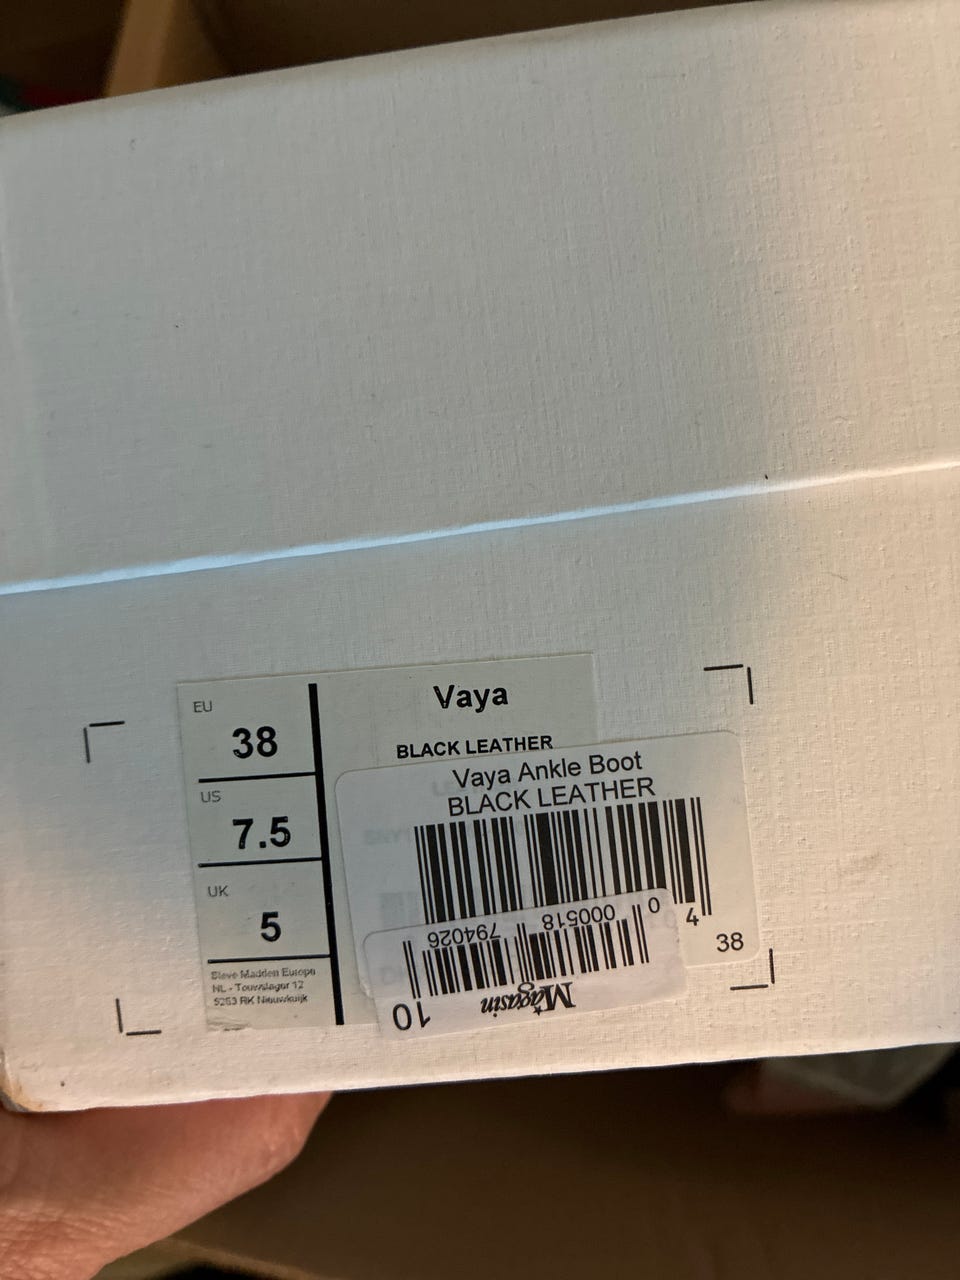 EU
38
US
7.5
UK
5
Steve Madden Europe
NL - Touwslager 12
5253 RK Nieuwkuijk
Vaya
BLACK LEATHER
Vaya Ankle Boot
BLACK LEATHER
4
38
0 000518 794026
Magasin
10